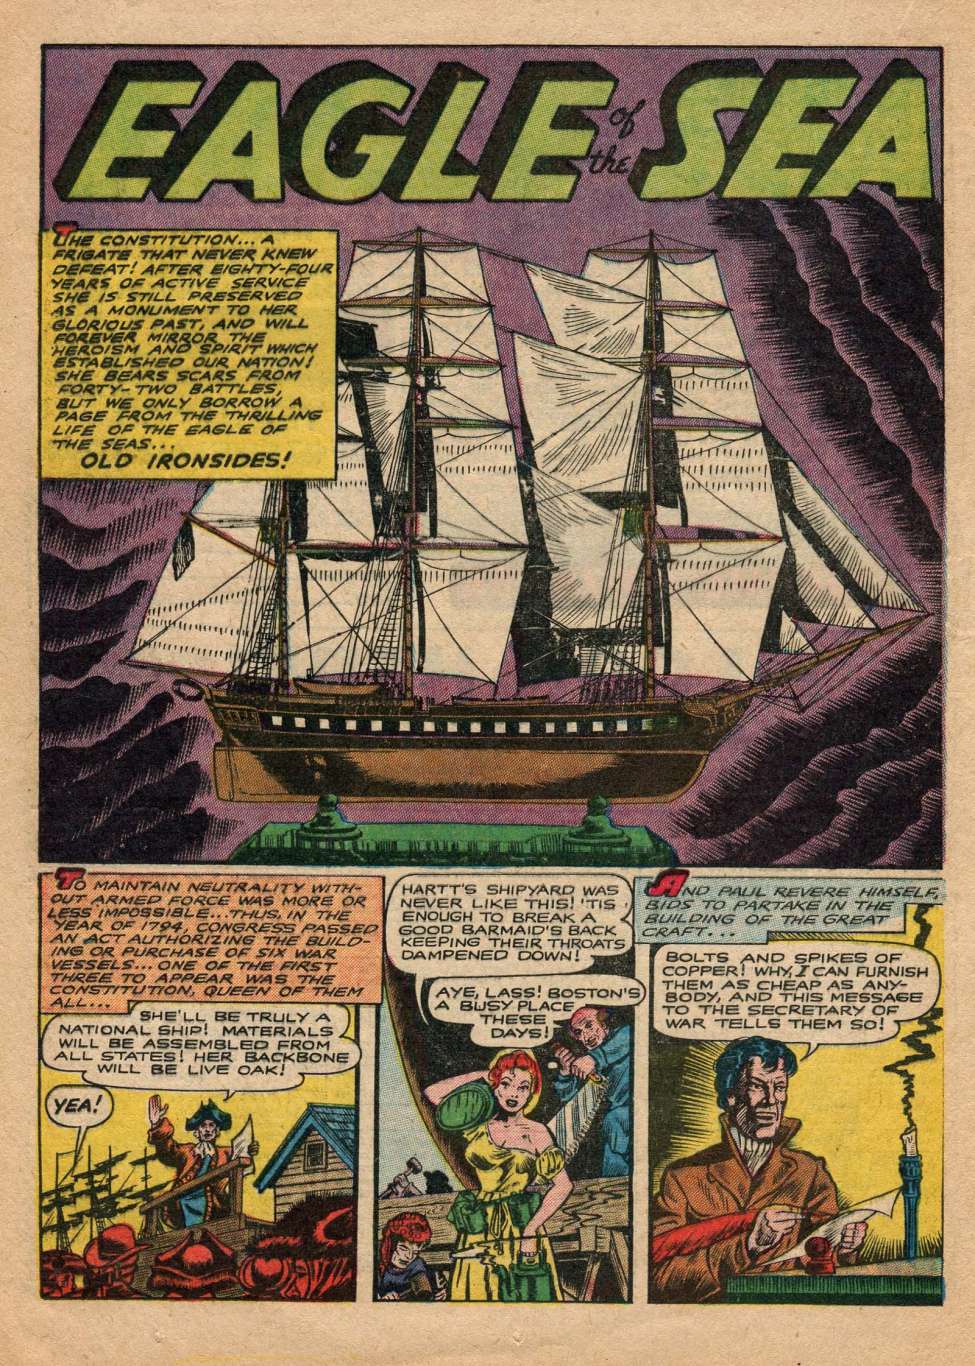 EAGLE of the SEA
THE CONSTITUTION... A
FRIGATE THAT NEVER KNEW
DEFEAT! AFTER EIGHTY-FOUR
YEARS OF ACTIVE SERVICE
SHE IS STILL PRESERVED
AS A MONUMENT TO HER
GLORIOUS PAST, AND WILL
FOREVER MIRROR THE
HEROISM AND SPIRIT WHICH
ESTABLISHED OUR NATION!
SHE BEARS SCARS FROM
FORTY-TWO BATTLES,
BUT WE ONLY BORROW A
PAGE FROM THE THRILLING
LIFE OF THE EAGLE OF
THE SEAS...
OLD IRONSIDES!
TO MAINTAIN NEUTRALITY WITH-
OUT ARMED FORCE WAS MORE OR
LESS IMPOSSIBLE... THUS, IN THE
YEAR OF 1794, CONGRESS PASSED
AN ACT AUTHORIZING THE BUILD-
ING OR PURCHASE OF SIX WAR
VESSELS... ONE OF THE FIRST
THREE TO APPEAR WAS THE
CONSTITUTION, QUEEN OF THEM
ALL...
SHE'LL BE TRULY A
NATIONAL SHIP! MATERIALS
WILL BE ASSEMBLED FROM
ALL STATES! HER BACKBONE
WILL BE LIVE OAK!
YEA!
HARTT'S SHIPYARD WAS
NEVER LIKE THIS! 'TIS
ENOUGH TO BREAK A
GOOD BARMAID'S BACK
KEEPING THEIR THROATS
DAMPENED DOWN!
AYE, LASS! BOSTON'S
A BUSY PLACE
THESE
DAYS!
AND PAUL REVERE HIMSELF,
BIDS TO PARTAKE IN THE
BUILDING OF THE GREAT
CRAFT...
BOLTS AND SPIKES OF
COPPER! WHY, I CAN FURNISH
THEM AS CHEAP AS ANY-
BODY, AND THIS MESSAGE
TO THE SECRETARY OF
WAR TELLS THEM SO!